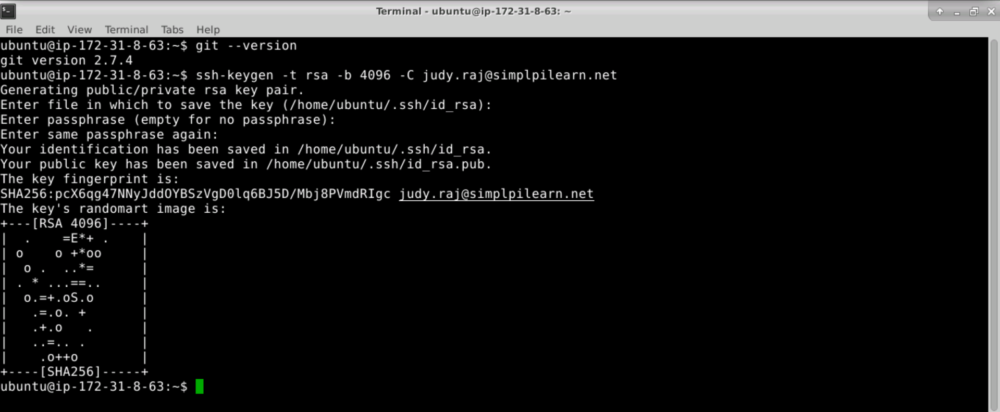 Terminal - ubuntu@ip-172-31-8-63: ~
File Edit View Terminal Tabs Help
ubuntu@ip-172-31-8-63:~$ git --version
git version 2.7.4
ubuntu@ip-172-31-8-63:~$ ssh-keygen -t rsa -b 4096 -C judy.raj@simplpilearn.net
Generating public/private rsa key pair.
Enter file in which to save the key (/home/ubuntu/.ssh/id_rsa):
Enter passphrase (empty for no passphrase):
Enter same passphrase again:
Your identification has been saved in /home/ubuntu/.ssh/id_rsa.
Your public key has been saved in /home/ubuntu/.ssh/id_rsa.pub.
The key fingerprint is:
SHA256:pcX6qg47NNyJddOYBSzVgD0lq6BJ5D/Mbj8PVmdRIgc judy.raj@simplpilearn.net
The key's randomart image is:
+---[RSA 4096]----+
|  .    =E*+ .    |
| o    o +*oo     |
|  o .  ..*=      |
| . * ...==..     |
|  o.=+.oS.o      |
|   .=.o. +       |
|   .+.o   .      |
|   ..=.. .       |
|    .o++o        |
+----[SHA256]-----+
ubuntu@ip-172-31-8-63:~$